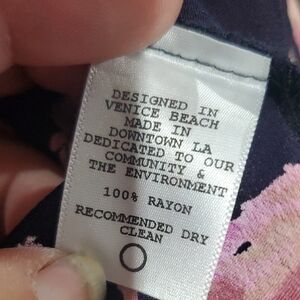 DESIGNED IN
VENICE BEACH
MADE IN
DOWNTOWN LA
DEDICATED TO OUR
COMMUNITY &
THE ENVIRONMENT
100% RAYON
RECOMMENDED DRY
CLEAN